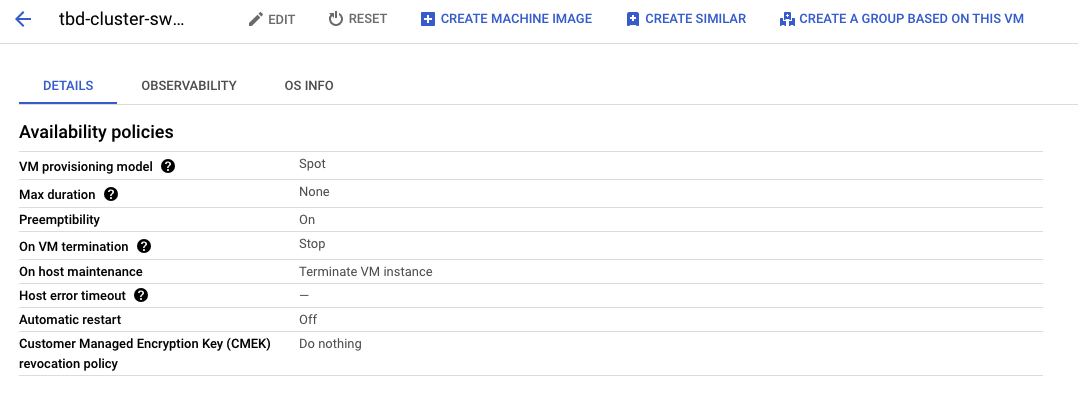 tbd-cluster-sw... EDIT RESET CREATE MACHINE IMAGE CREATE SIMILAR CREATE A GROUP BASED ON THIS VM
DETAILS OBSERVABILITY OS INFO
Availability policies
VM provisioning model ? Spot
Max duration ? None
Preemptibility On
On VM termination ? Stop
On host maintenance Terminate VM instance
Host error timeout ? —
Automatic restart Off
Customer Managed Encryption Key (CMEK) Do nothing
revocation policy